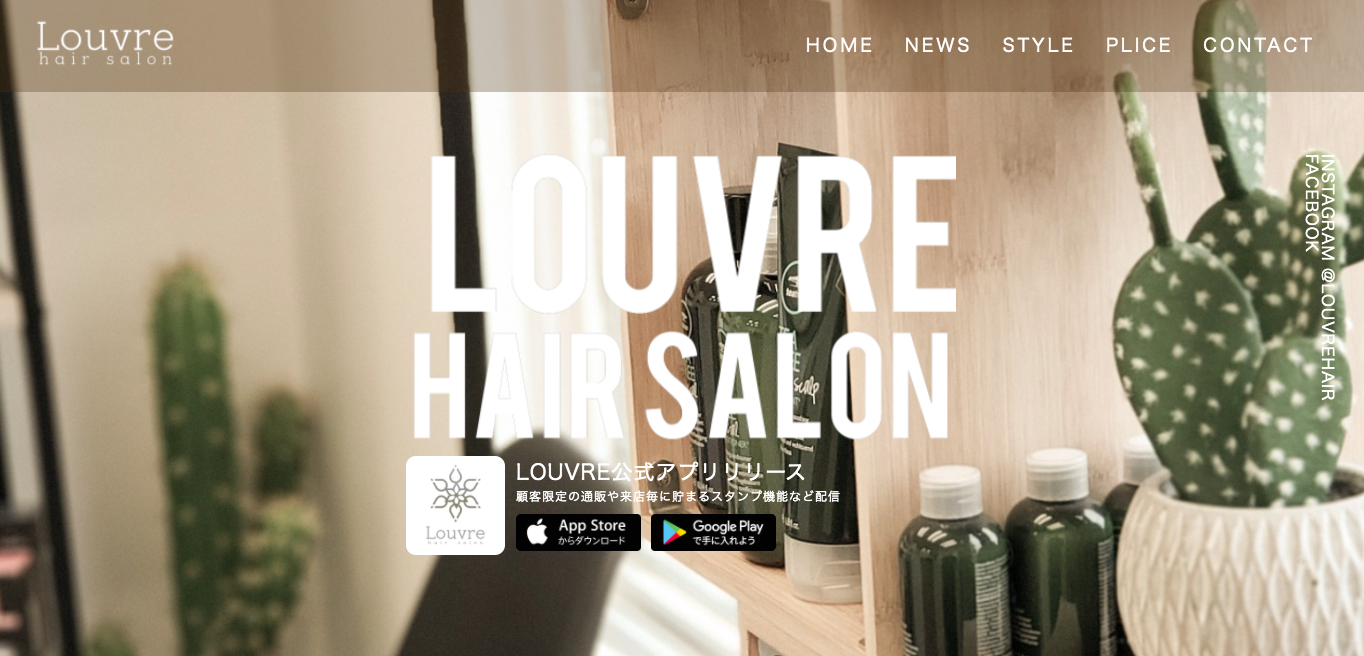 Louvre
hair salon
HOME NEWS STYLE PLICE CONTACT
LOUVRE
HAIR SALON
INSTAGRAM @LOUVREHAIR
FACEBOOK
LOUVRE公式アプリリリース
顧客限定の通販や来店毎に貯まるスタンプ機能など配信
Louvre
hair salon
App Store
からダウンロード
Google Play
で手に入れよう
scalp